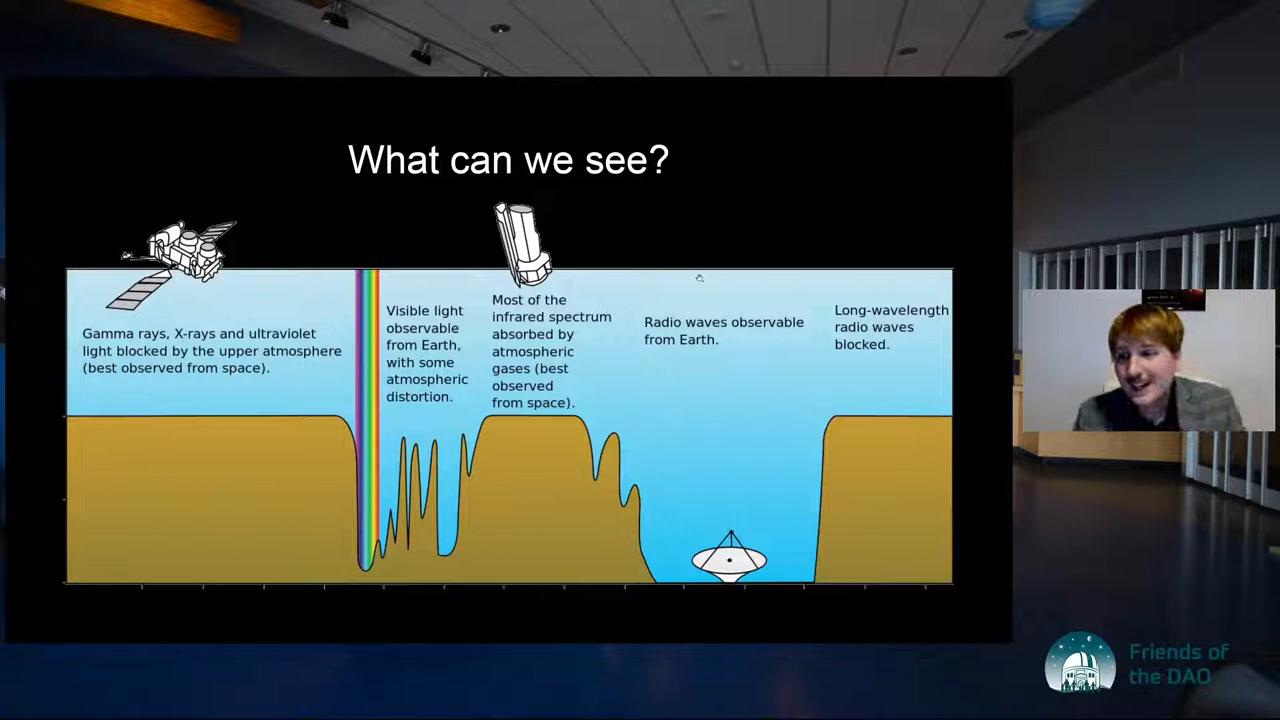 What can we see?
Gamma rays, X-rays and ultraviolet
light blocked by the upper atmosphere
(best observed from space).
Visible light
observable
from Earth,
with some
atmospheric
distortion.
Most of the
infrared spectrum
absorbed by
atmospheric
gases (best
observed
from space).
Radio waves observable
from Earth.
Long-wavelength
radio waves
blocked.
Friends of
the DAO